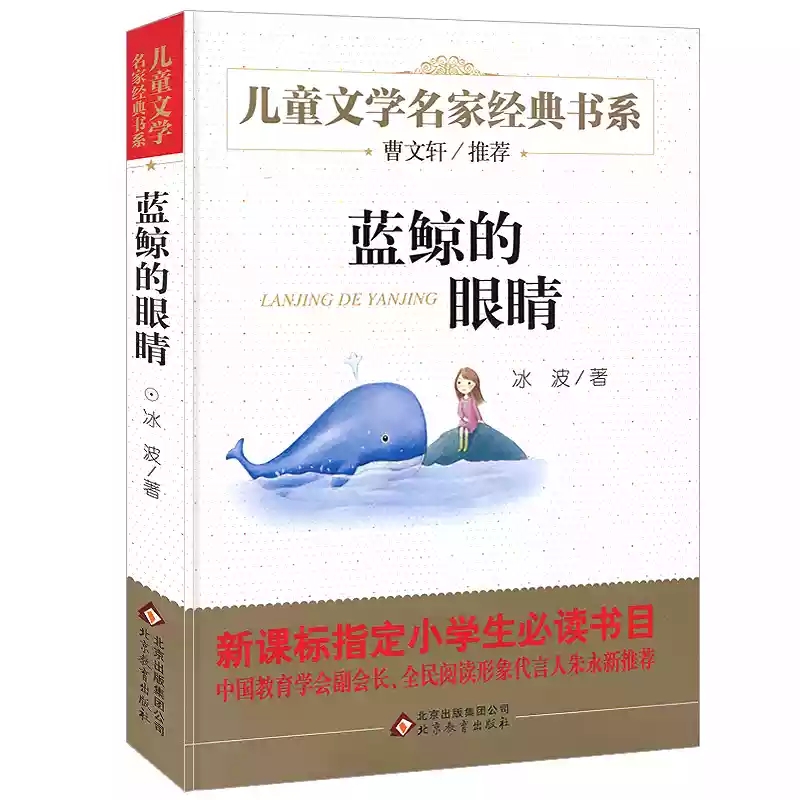 儿童文学
名家经典书系
蓝鲸的眼睛
冰 波/著
北京出版集团公司
北京教育出版社
儿童文学名家经典书系
曹文轩/推荐
蓝鲸的
LANJING DE YANJING
眼睛
冰 波/著
新课标指定小学生必读书目
中国教育学会副会长、全民阅读形象代言人朱永新推荐
北京出版集团公司
北京教育出版社